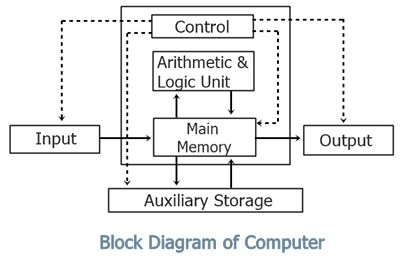 Control
Arithmetic &
Logic Unit
Input
Main
Memory
Output
Auxiliary Storage
Block Diagram of Computer